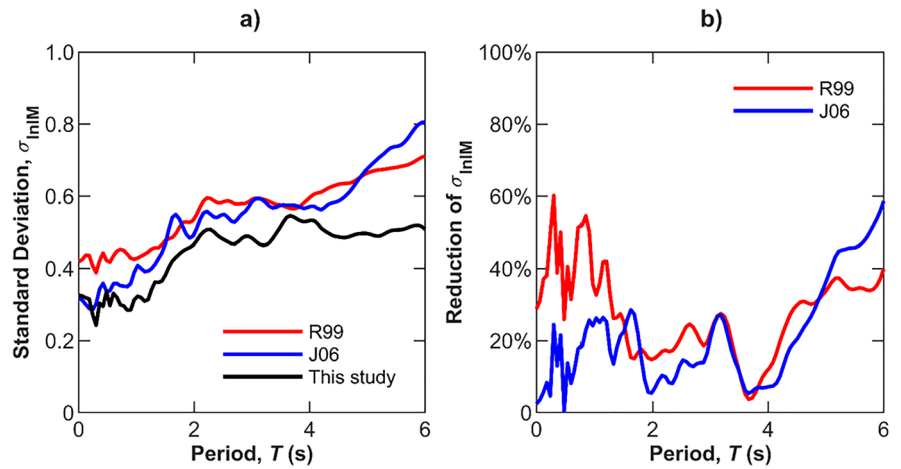 a)
1.0
0.8
0.6
0.4
0.2
0
0 2 4 6
Standard Deviation, σlnIM
Period, T (s)
R99
J06
This study
b)
100%
80%
60%
40%
20%
0%
0 2 4 6
Reduction of σlnIM
Period, T (s)
R99
J06